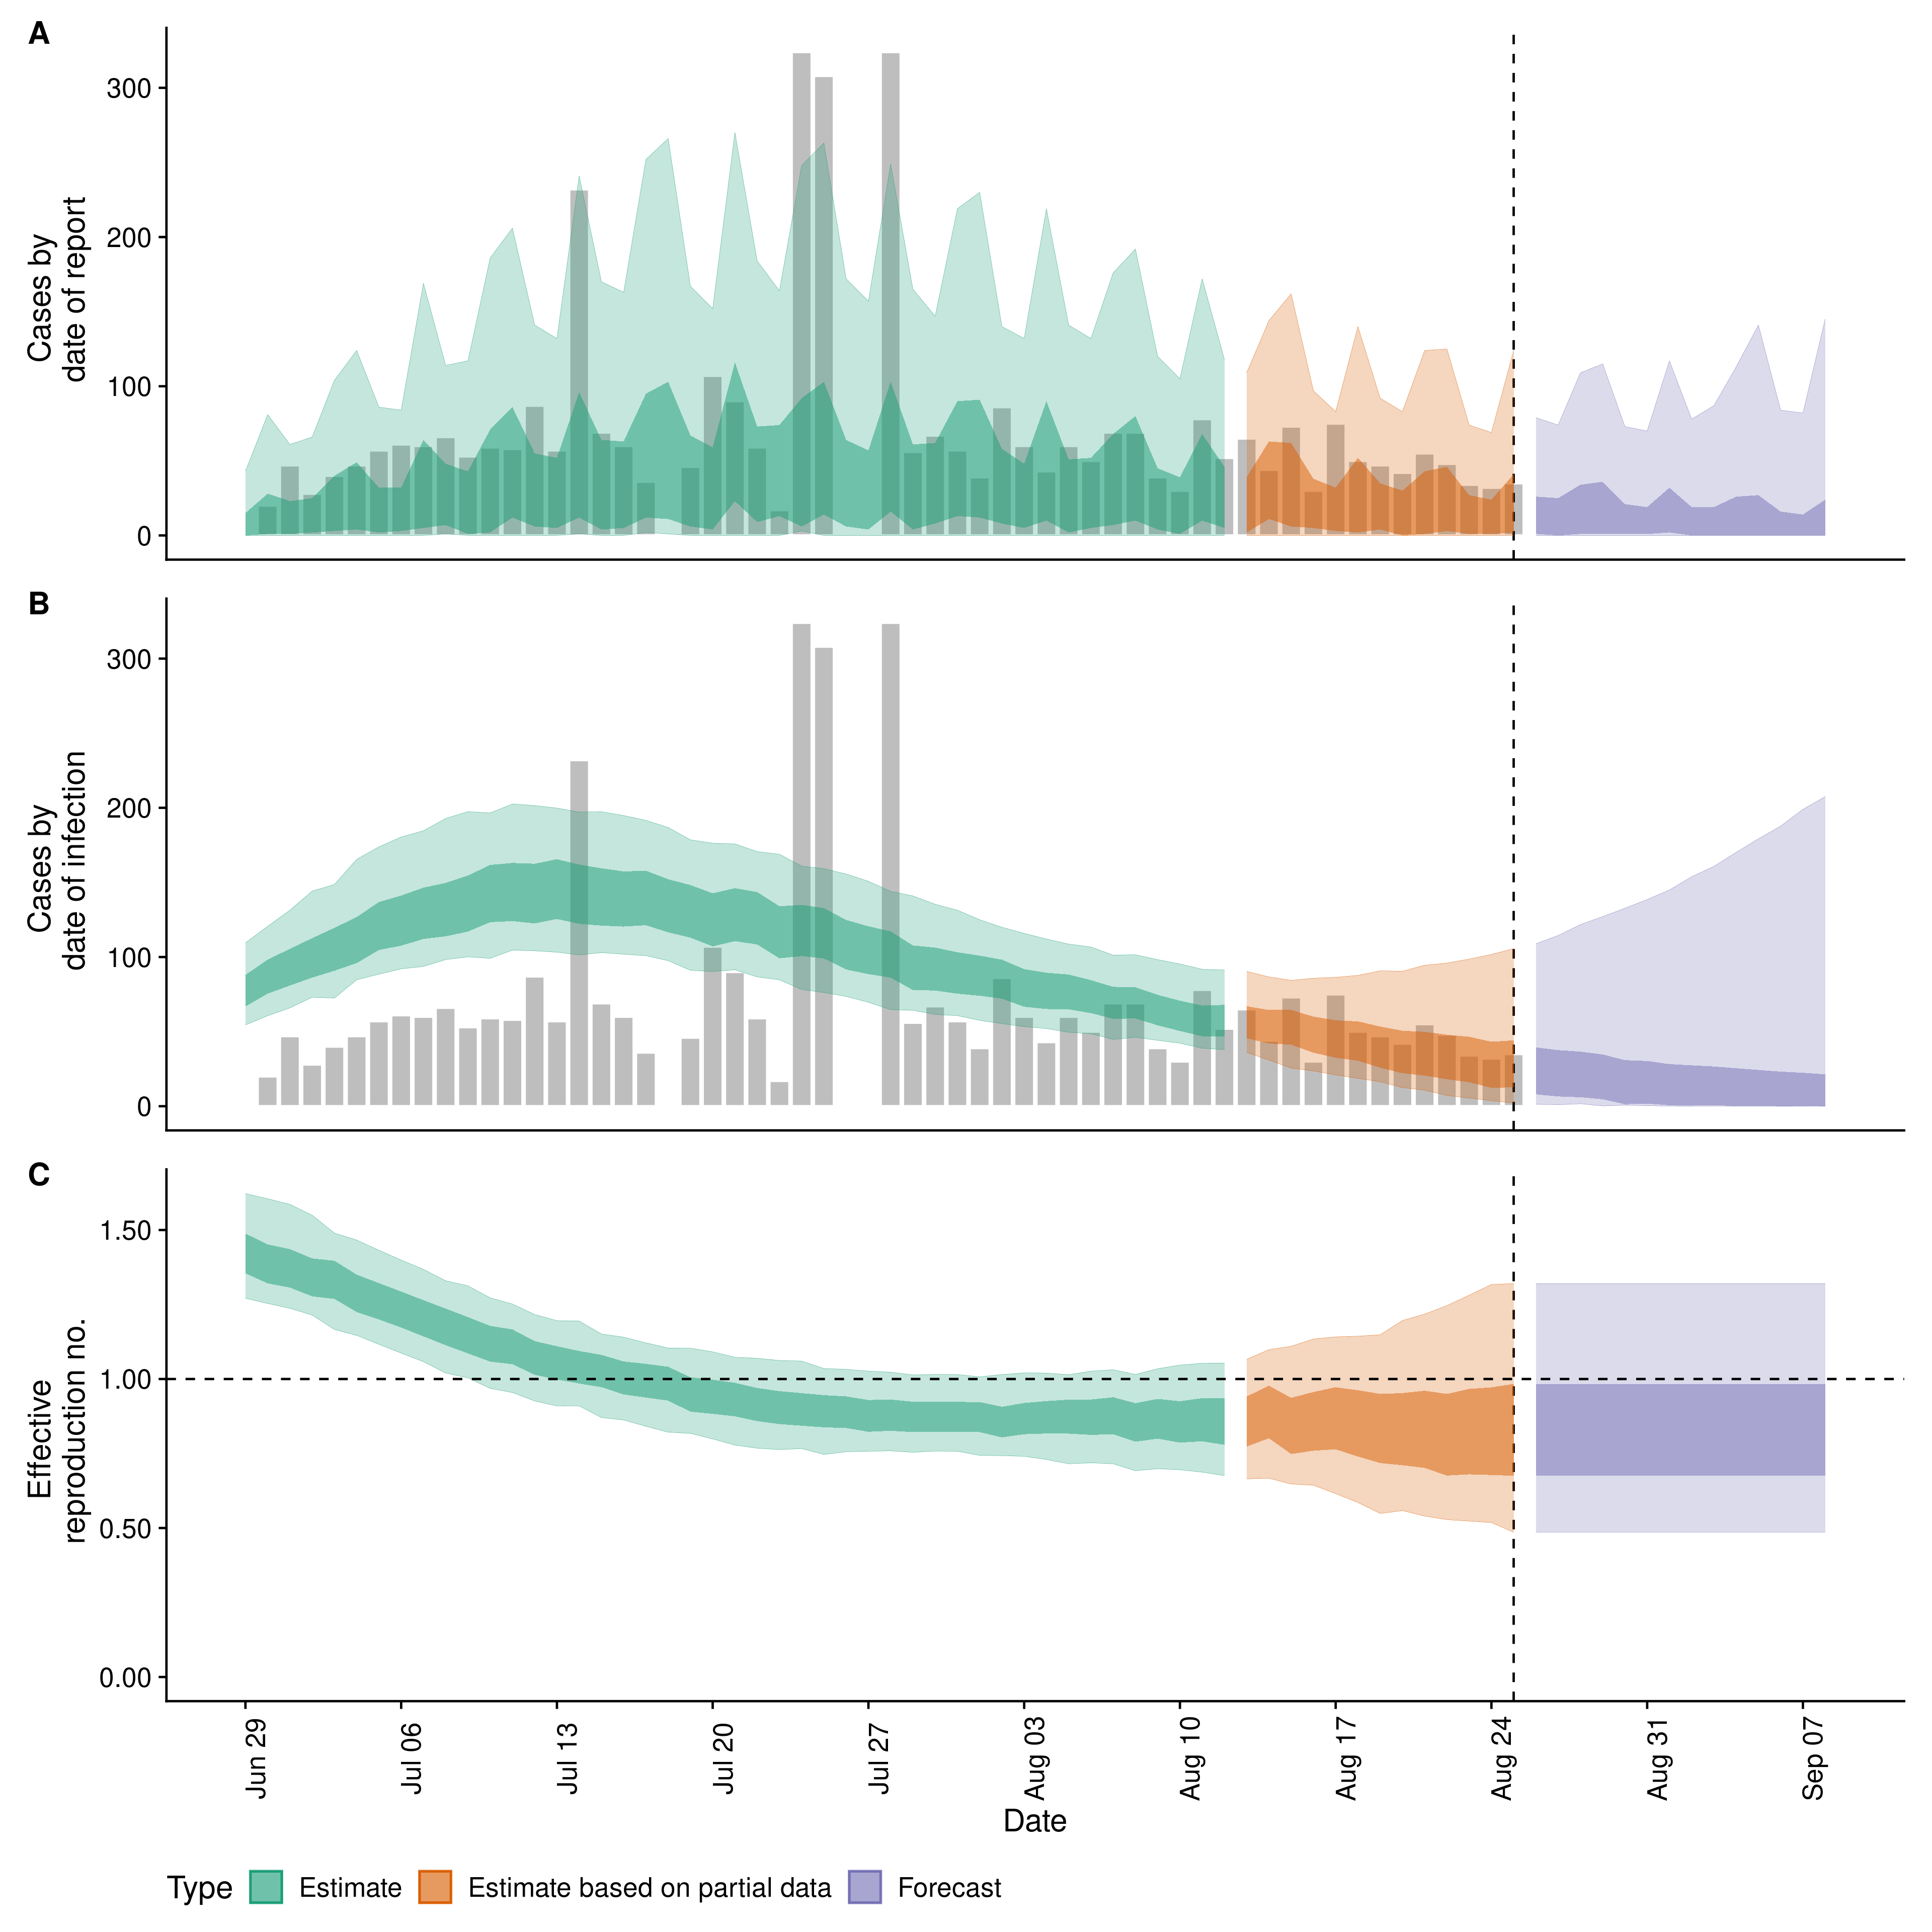 A
300
200
100
0
Cases by
date of report
B
300
200
100
0
Cases by
date of infection
C
1.50
1.00
0.50
0.00
Effective
reproduction no.
Jun 29
Jul 06
Jul 13
Jul 20
Jul 27
Aug 03
Aug 10
Aug 17
Aug 24
Aug 31
Sep 07
Date
Type Estimate Estimate based on partial data Forecast